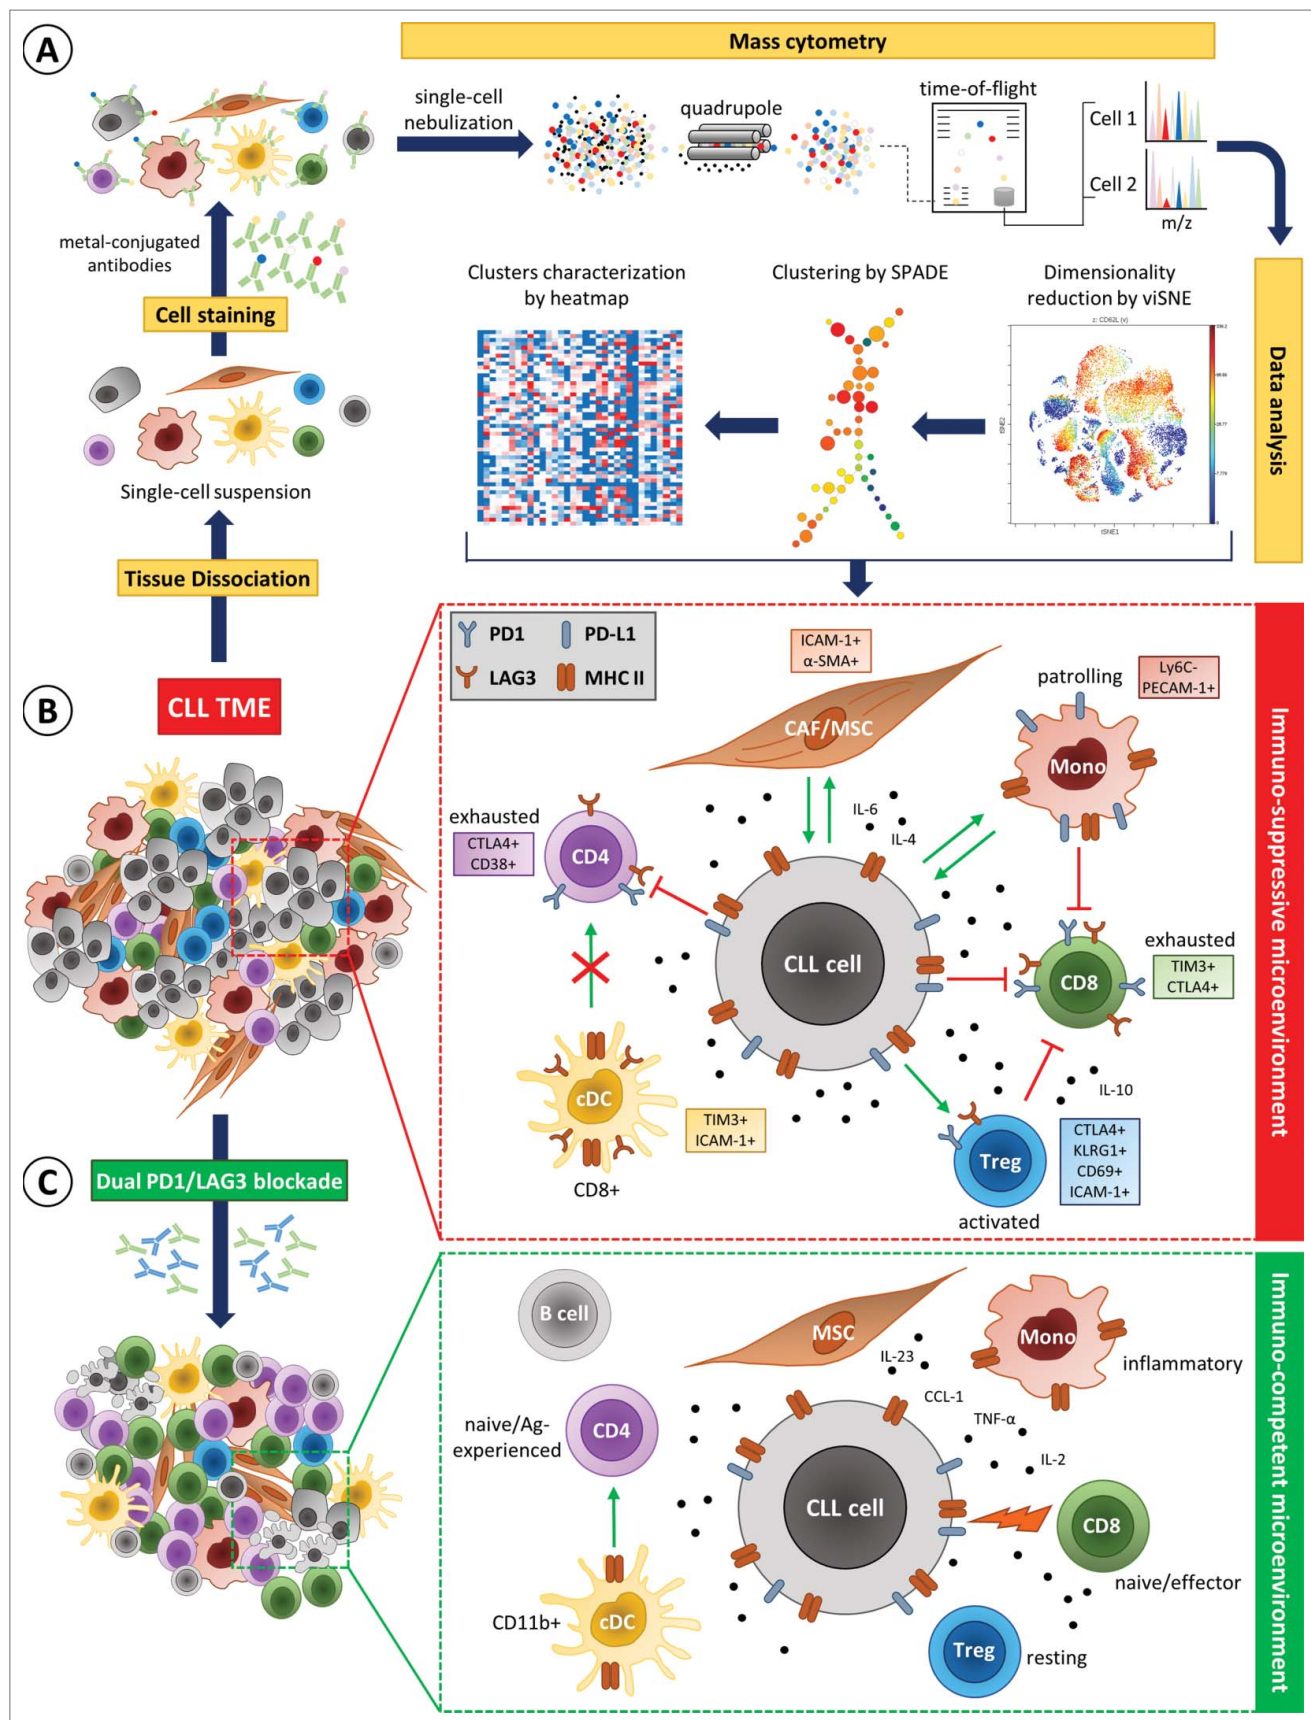 A
Mass cytometry
single-cell
nebulization
quadrupole
time-of-flight
Cell 1
Cell 2
m/z
metal-conjugated
antibodies
Cell staining
Single-cell suspension
Tissue Dissociation
Clusters characterization
by heatmap
Clustering by SPADE
Dimensionality
reduction by viSNE
z: CD62L (v)
tSNE2
tSNE1
Data analysis
B
CLL TME
PD1
PD-L1
LAG3
MHC II
ICAM-1+
α-SMA+
CAF/MSC
patrolling
Ly6C-
PECAM-1+
Mono
IL-6
IL-4
exhausted
CTLA4+
CD38+
CD4
CLL cell
exhausted
TIM3+
CTLA4+
CD8
cDC
TIM3+
ICAM-1+
CD8+
IL-10
Treg
CTLA4+
KLRG1+
CD69+
ICAM-1+
activated
Immuno-suppressive microenvironment
C
Dual PD1/LAG3 blockade
B cell
MSC
Mono
inflammatory
IL-23
CCL-1
TNF-α
IL-2
naive/Ag-
experienced
CD4
CLL cell
CD8
naive/effector
CD11b+
cDC
Treg
resting
Immuno-competent microenvironment